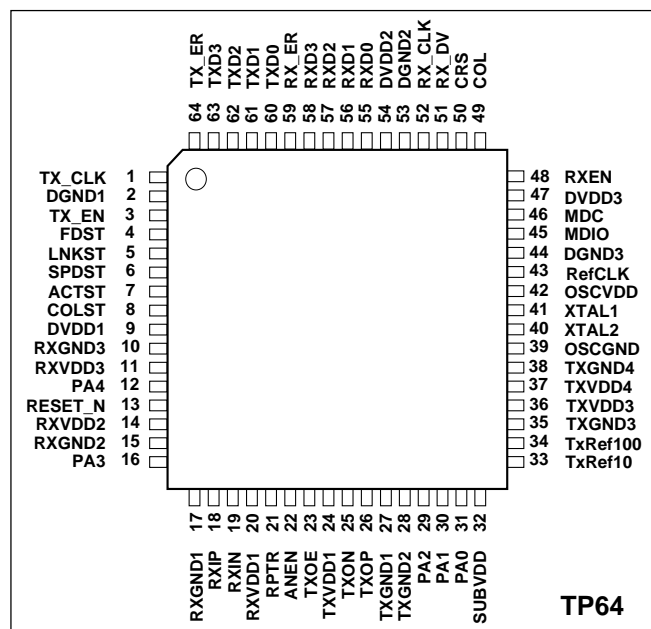 TX_ER
TXD3
TXD2
TXD1
TXD0
RX_ER
RXD3
RXD2
RXD1
RXD0
DVDD2
DGND2
RX_CLK
RX_DV
CRS
COL
64 63 62 61 60 59 58 57 56 55 54 53 52 51 50 49
TX_CLK 1
DGND1 2
TX_EN 3
FDST 4
LNKST 5
SPDST 6
ACTST 7
COLST 8
DVDD1 9
RXGND3 10
RXVDD3 11
PA4 12
RESET_N 13
RXVDD2 14
RXGND2 15
PA3 16
48 RXEN
47 DVDD3
46 MDC
45 MDIO
44 DGND3
43 RefCLK
42 OSCVDD
41 XTAL1
40 XTAL2
39 OSCGND
38 TXGND4
37 TXVDD4
36 TXVDD3
35 TXGND3
34 TxRef100
33 TxRef10
17 18 19 20 21 22 23 24 25 26 27 28 29 30 31 32
RXGND1
RXIP
RXIN
RXVDD1
RPTR
ANEN
TXOE
TXVDD1
TXON
TXOP
TXGND1
TXGND2
PA2
PA1
PA0
SUBVDD
TP64